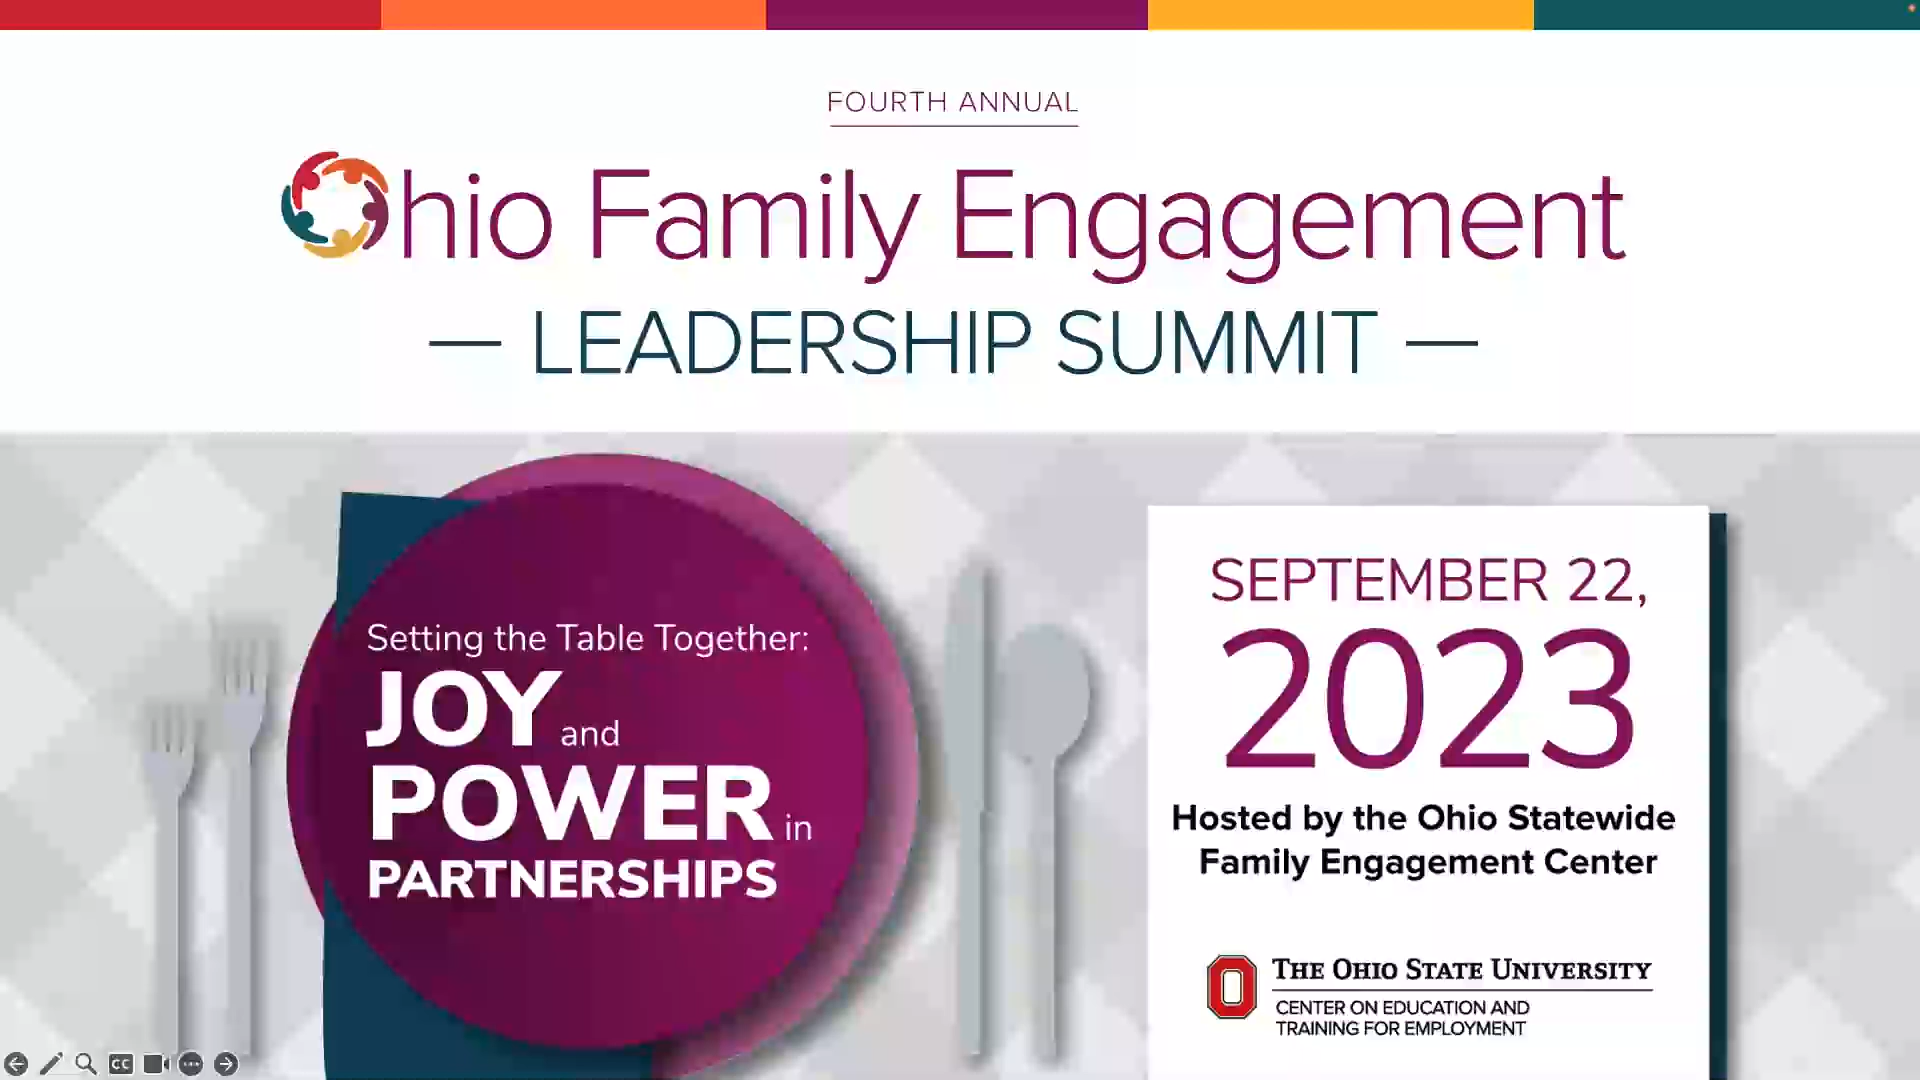 FOURTH ANNUAL
Ohio Family Engagement
— LEADERSHIP SUMMIT —
Setting the Table Together:
JOY and
POWER in
PARTNERSHIPS
SEPTEMBER 22,
2023
Hosted by the Ohio Statewide
Family Engagement Center
THE OHIO STATE UNIVERSITY
CENTER ON EDUCATION AND
TRAINING FOR EMPLOYMENT
CC